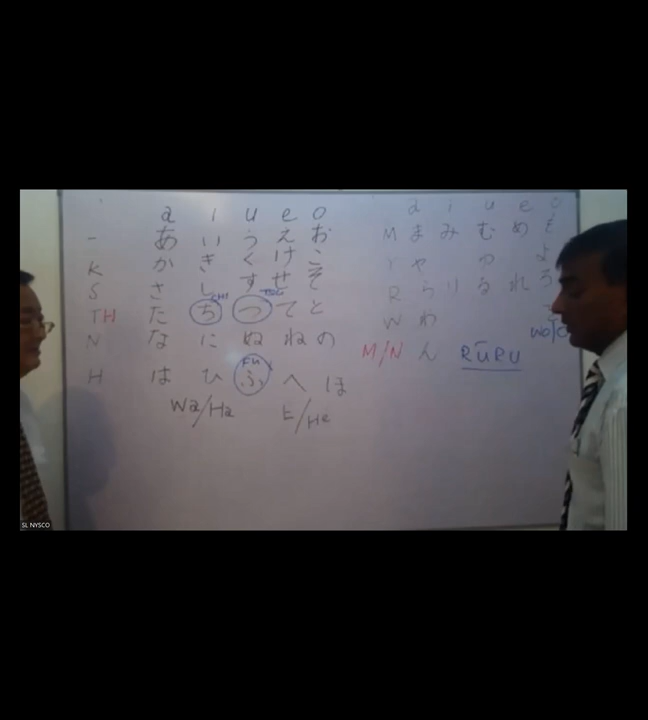 a i u e o
- あ い う え お
K か き く け こ
S さ し す せ そ
CHI
TH た ち つ て と
N な に ぬ ね の
FU
H は ひ ふ へ ほ
Wa/Ha E/He
a i u e o
M ま み む め も
Y や ゆ よ
R ら り る れ ろ
W わ
M/N ん RŪRU
SL NYSCO